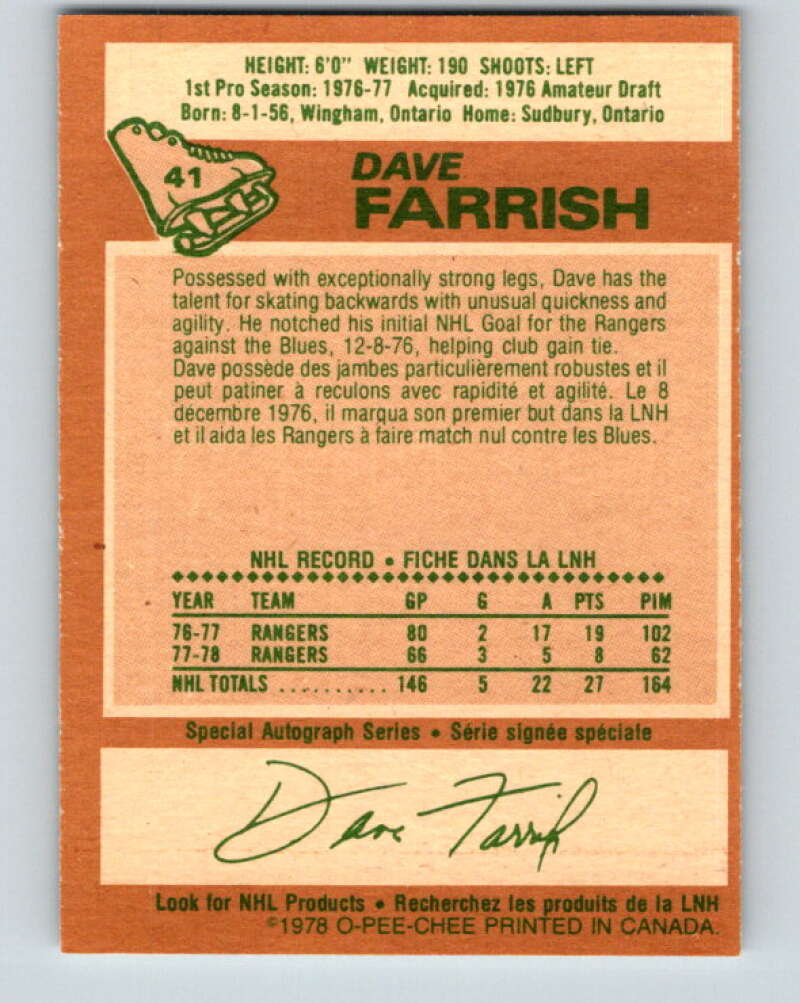 HEIGHT: 6'0" WEIGHT: 190 SHOOTS: LEFT
1st Pro Season: 1976-77 Acquired: 1976 Amateur Draft
Born: 8-1-56, Wingham, Ontario Home: Sudbury, Ontario
41
DAVE
FARRISH
Possessed with exceptionally strong legs, Dave has the
talent for skating backwards with unusual quickness and
agility. He notched his initial NHL Goal for the Rangers
against the Blues, 12-8-76, helping club gain tie.
Dave possède des jambes particulièrement robustes et il
peut patiner à reculons avec rapidité et agilité. Le 8
décembre 1976, il marqua son premier but dans la LNH
et il aida les Rangers à faire match nul contre les Blues.
NHL RECORD • FICHE DANS LA LNH
YEAR TEAM GP G A PTS PIM
76-77 RANGERS 80 2 17 19 102
77-78 RANGERS 66 3 5 8 62
NHL TOTALS .......... 146 5 22 27 164
Special Autograph Series • Série signée spéciale
Dave Farrish
Look for NHL Products • Recherchez les produits de la LNH
©1978 O-PEE-CHEE PRINTED IN CANADA.